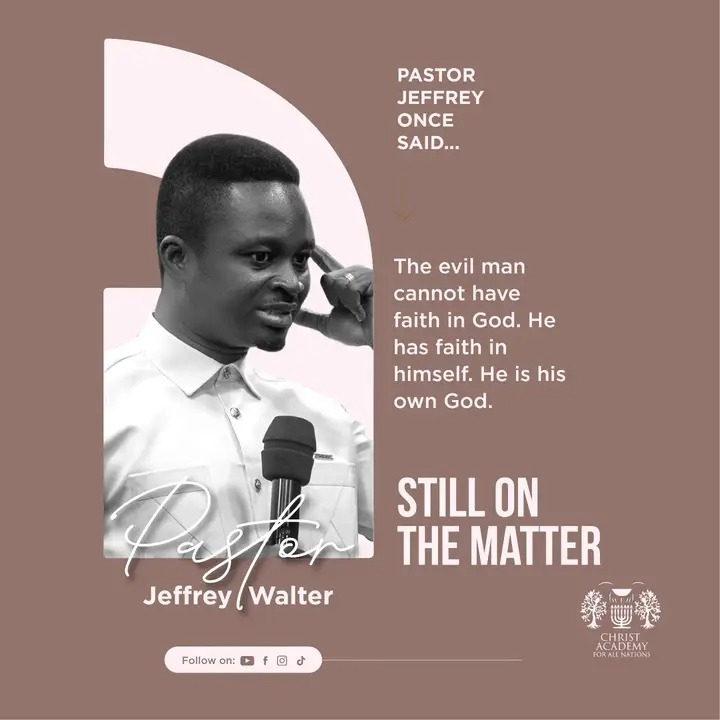 PASTOR
JEFFREY
ONCE
SAID...
The evil man
cannot have
faith in God. He
has faith in
himself. He is his
own God.
STILL ON
THE MATTER
Pastor
Jeffrey Walter
Follow on:
CHRIST
ACADEMY
FOR ALL NATIONS